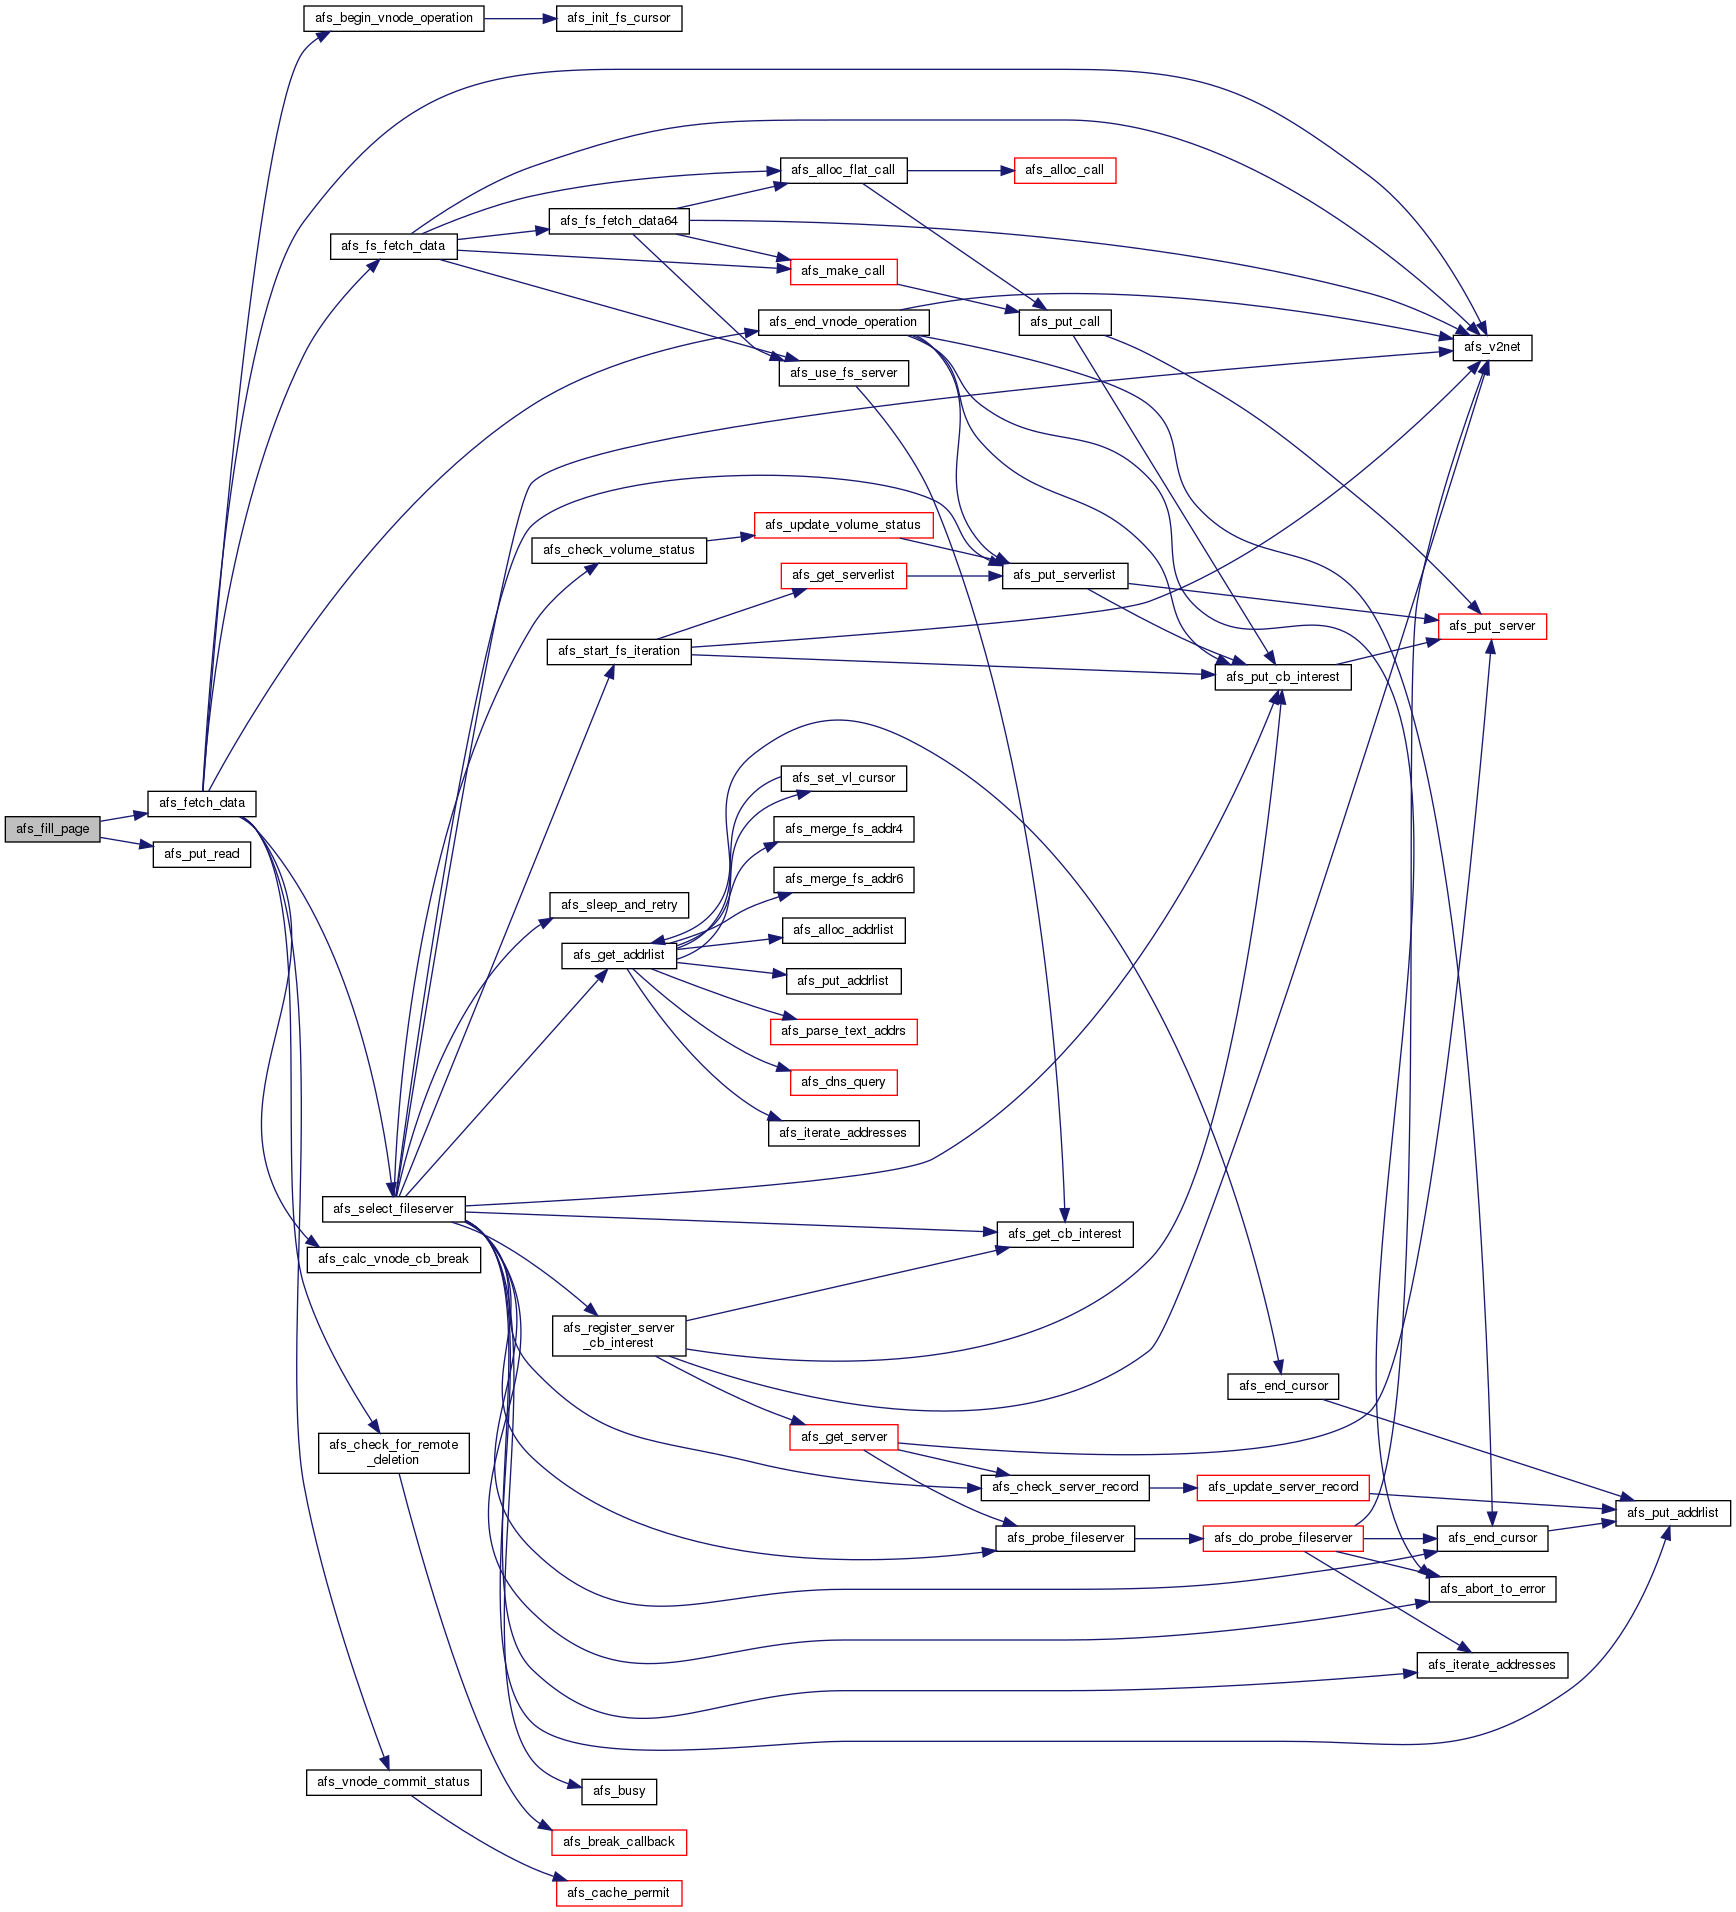 afs_begin_vnode_operation
afs_init_fs_cursor
afs_alloc_flat_call
afs_alloc_call
afs_fs_fetch_data64
afs_fs_fetch_data
afs_make_call
afs_end_vnode_operation
afs_put_call
afs_v2net
afs_use_fs_server
afs_update_volume_status
afs_check_volume_status
afs_get_serverlist
afs_put_serverlist
afs_put_server
afs_start_fs_iteration
afs_put_cb_interest
afs_set_vl_cursor
afs_fetch_data
afs_fill_page
afs_merge_fs_addr4
afs_put_read
afs_merge_fs_addr6
afs_sleep_and_retry
afs_alloc_addrlist
afs_get_addrlist
afs_put_addrlist
afs_parse_text_addrs
afs_dns_query
afs_iterate_addresses
afs_select_fileserver
afs_get_cb_interest
afs_calc_vnode_cb_break
afs_register_server
_cb_interest
afs_end_cursor
afs_get_server
afs_check_for_remote
_deletion
afs_check_server_record
afs_update_server_record
afs_put_addrlist
afs_probe_fileserver
afs_do_probe_fileserver
afs_end_cursor
afs_abort_to_error
afs_iterate_addresses
afs_vnode_commit_status
afs_busy
afs_break_callback
afs_cache_permit